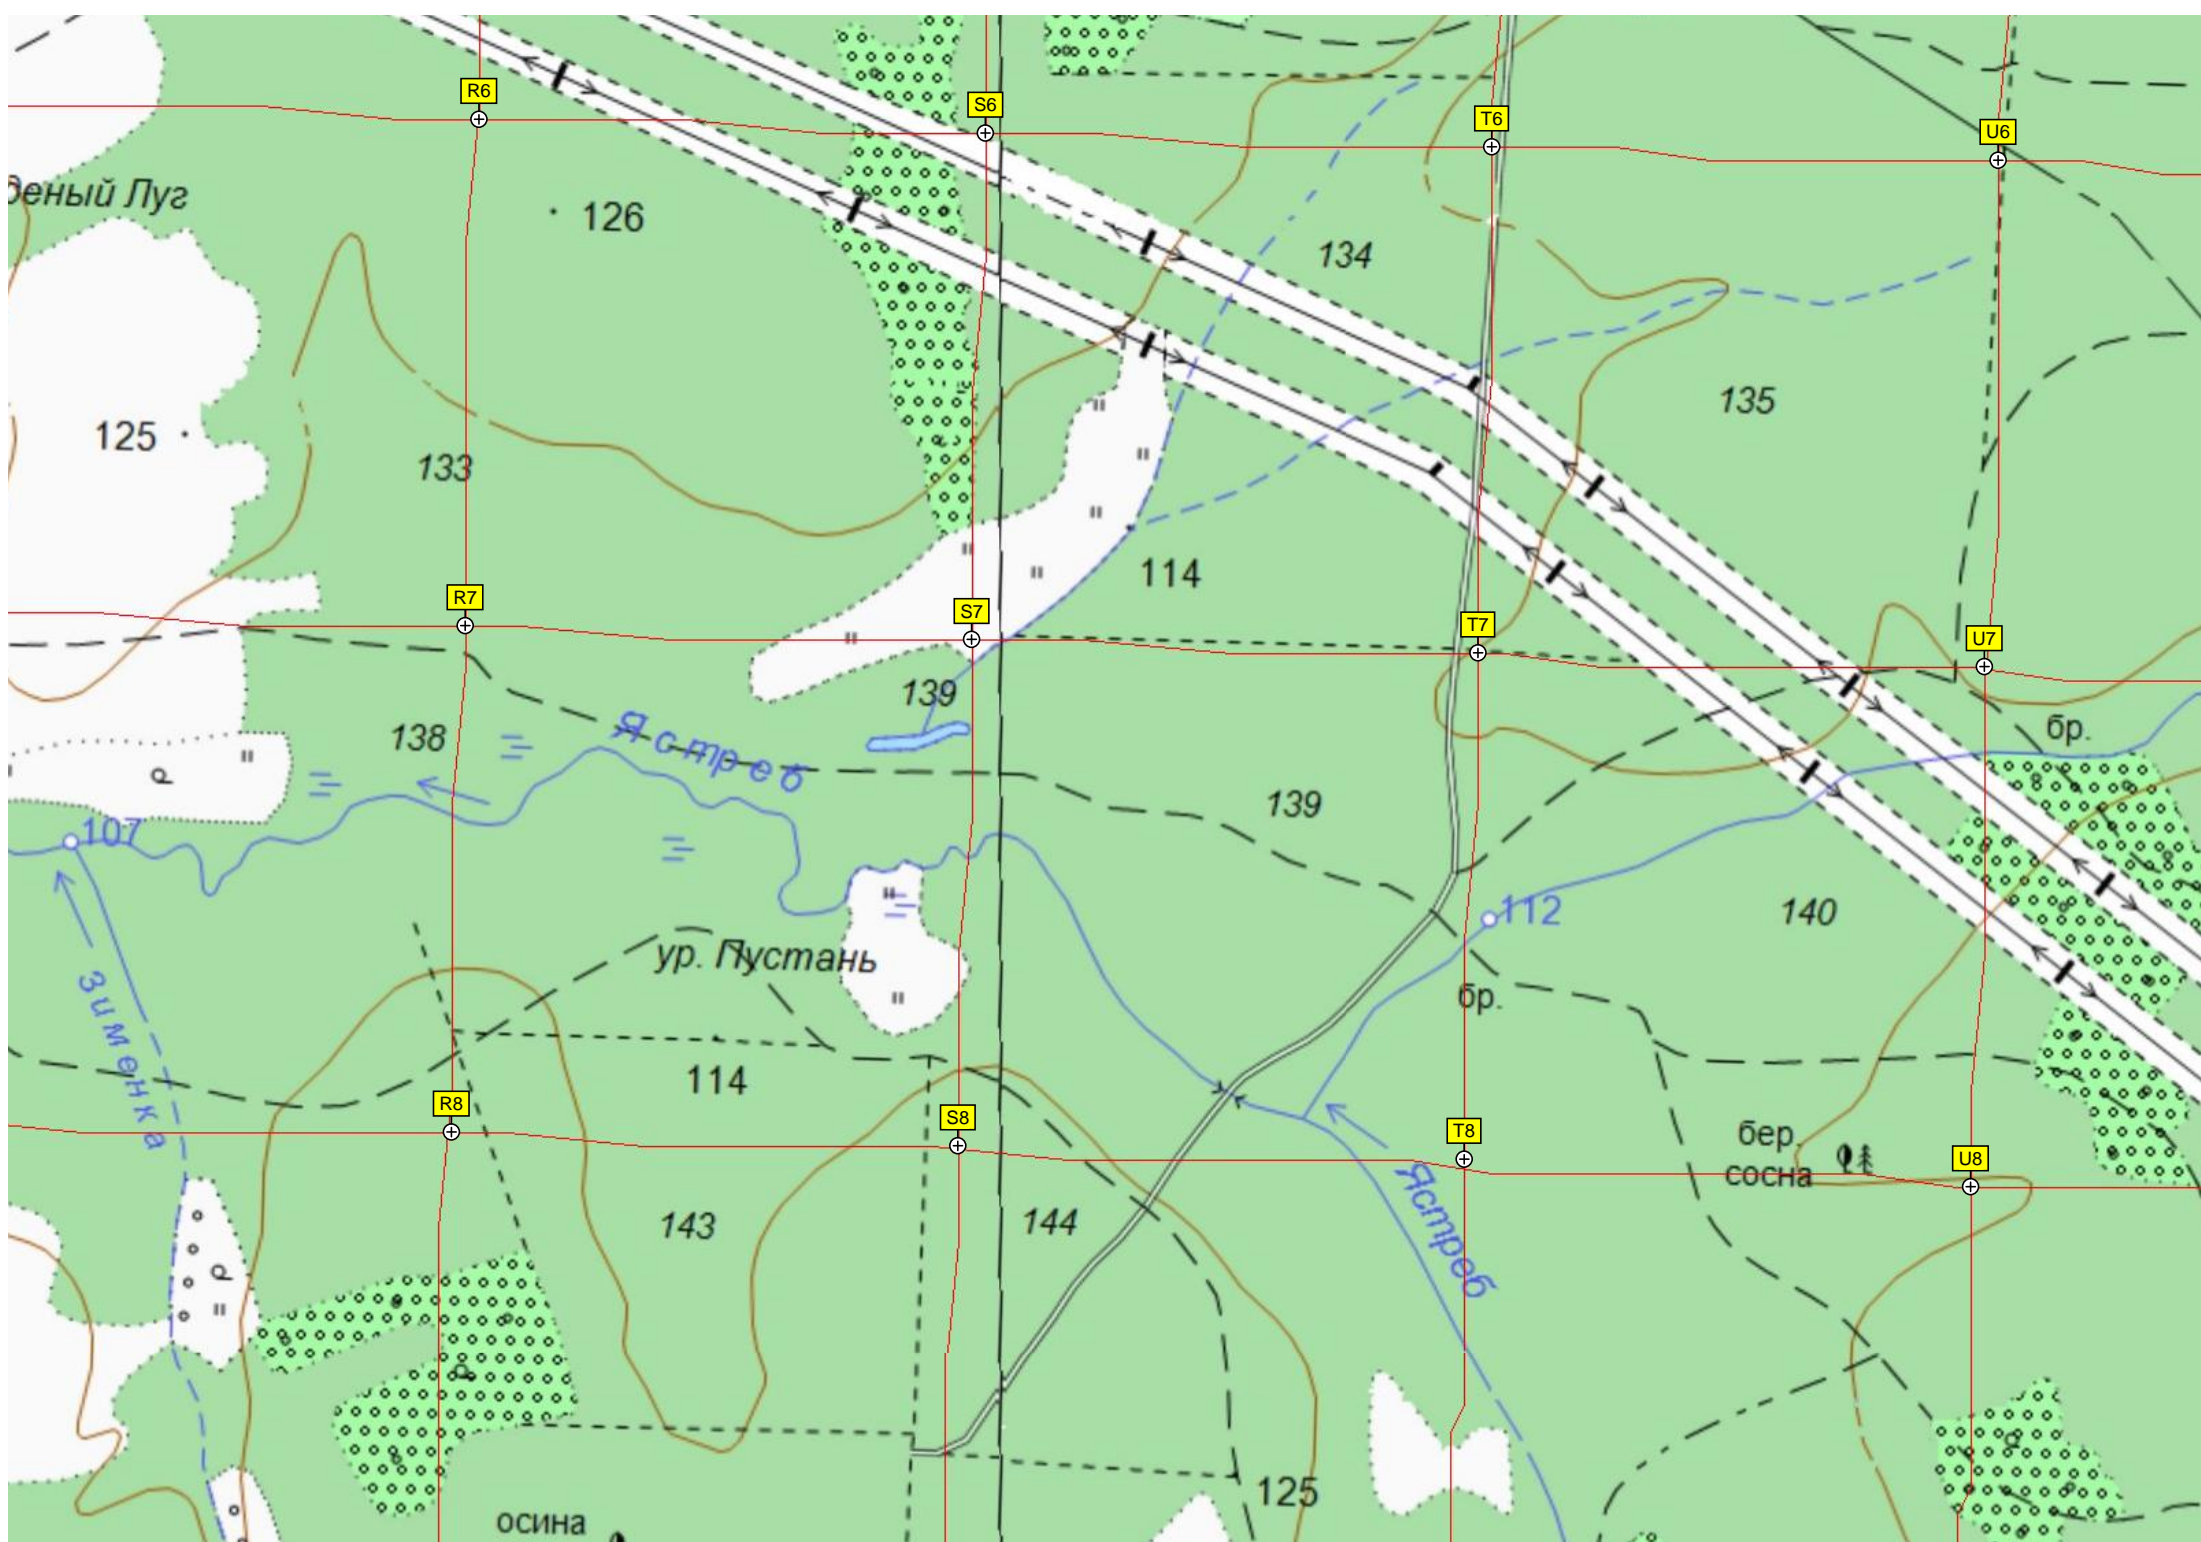 R6
S6
T6
U6
деный Луг
126
134
135
125
133
114
R7
S7
T7
U7
139
138
Ястреб
бр.
139
107
112
140
ур. Пустань
бр.
Зименка
114
R8
S8
T8
U8
бер.
сосна
143
144
Ястреб
125
осина